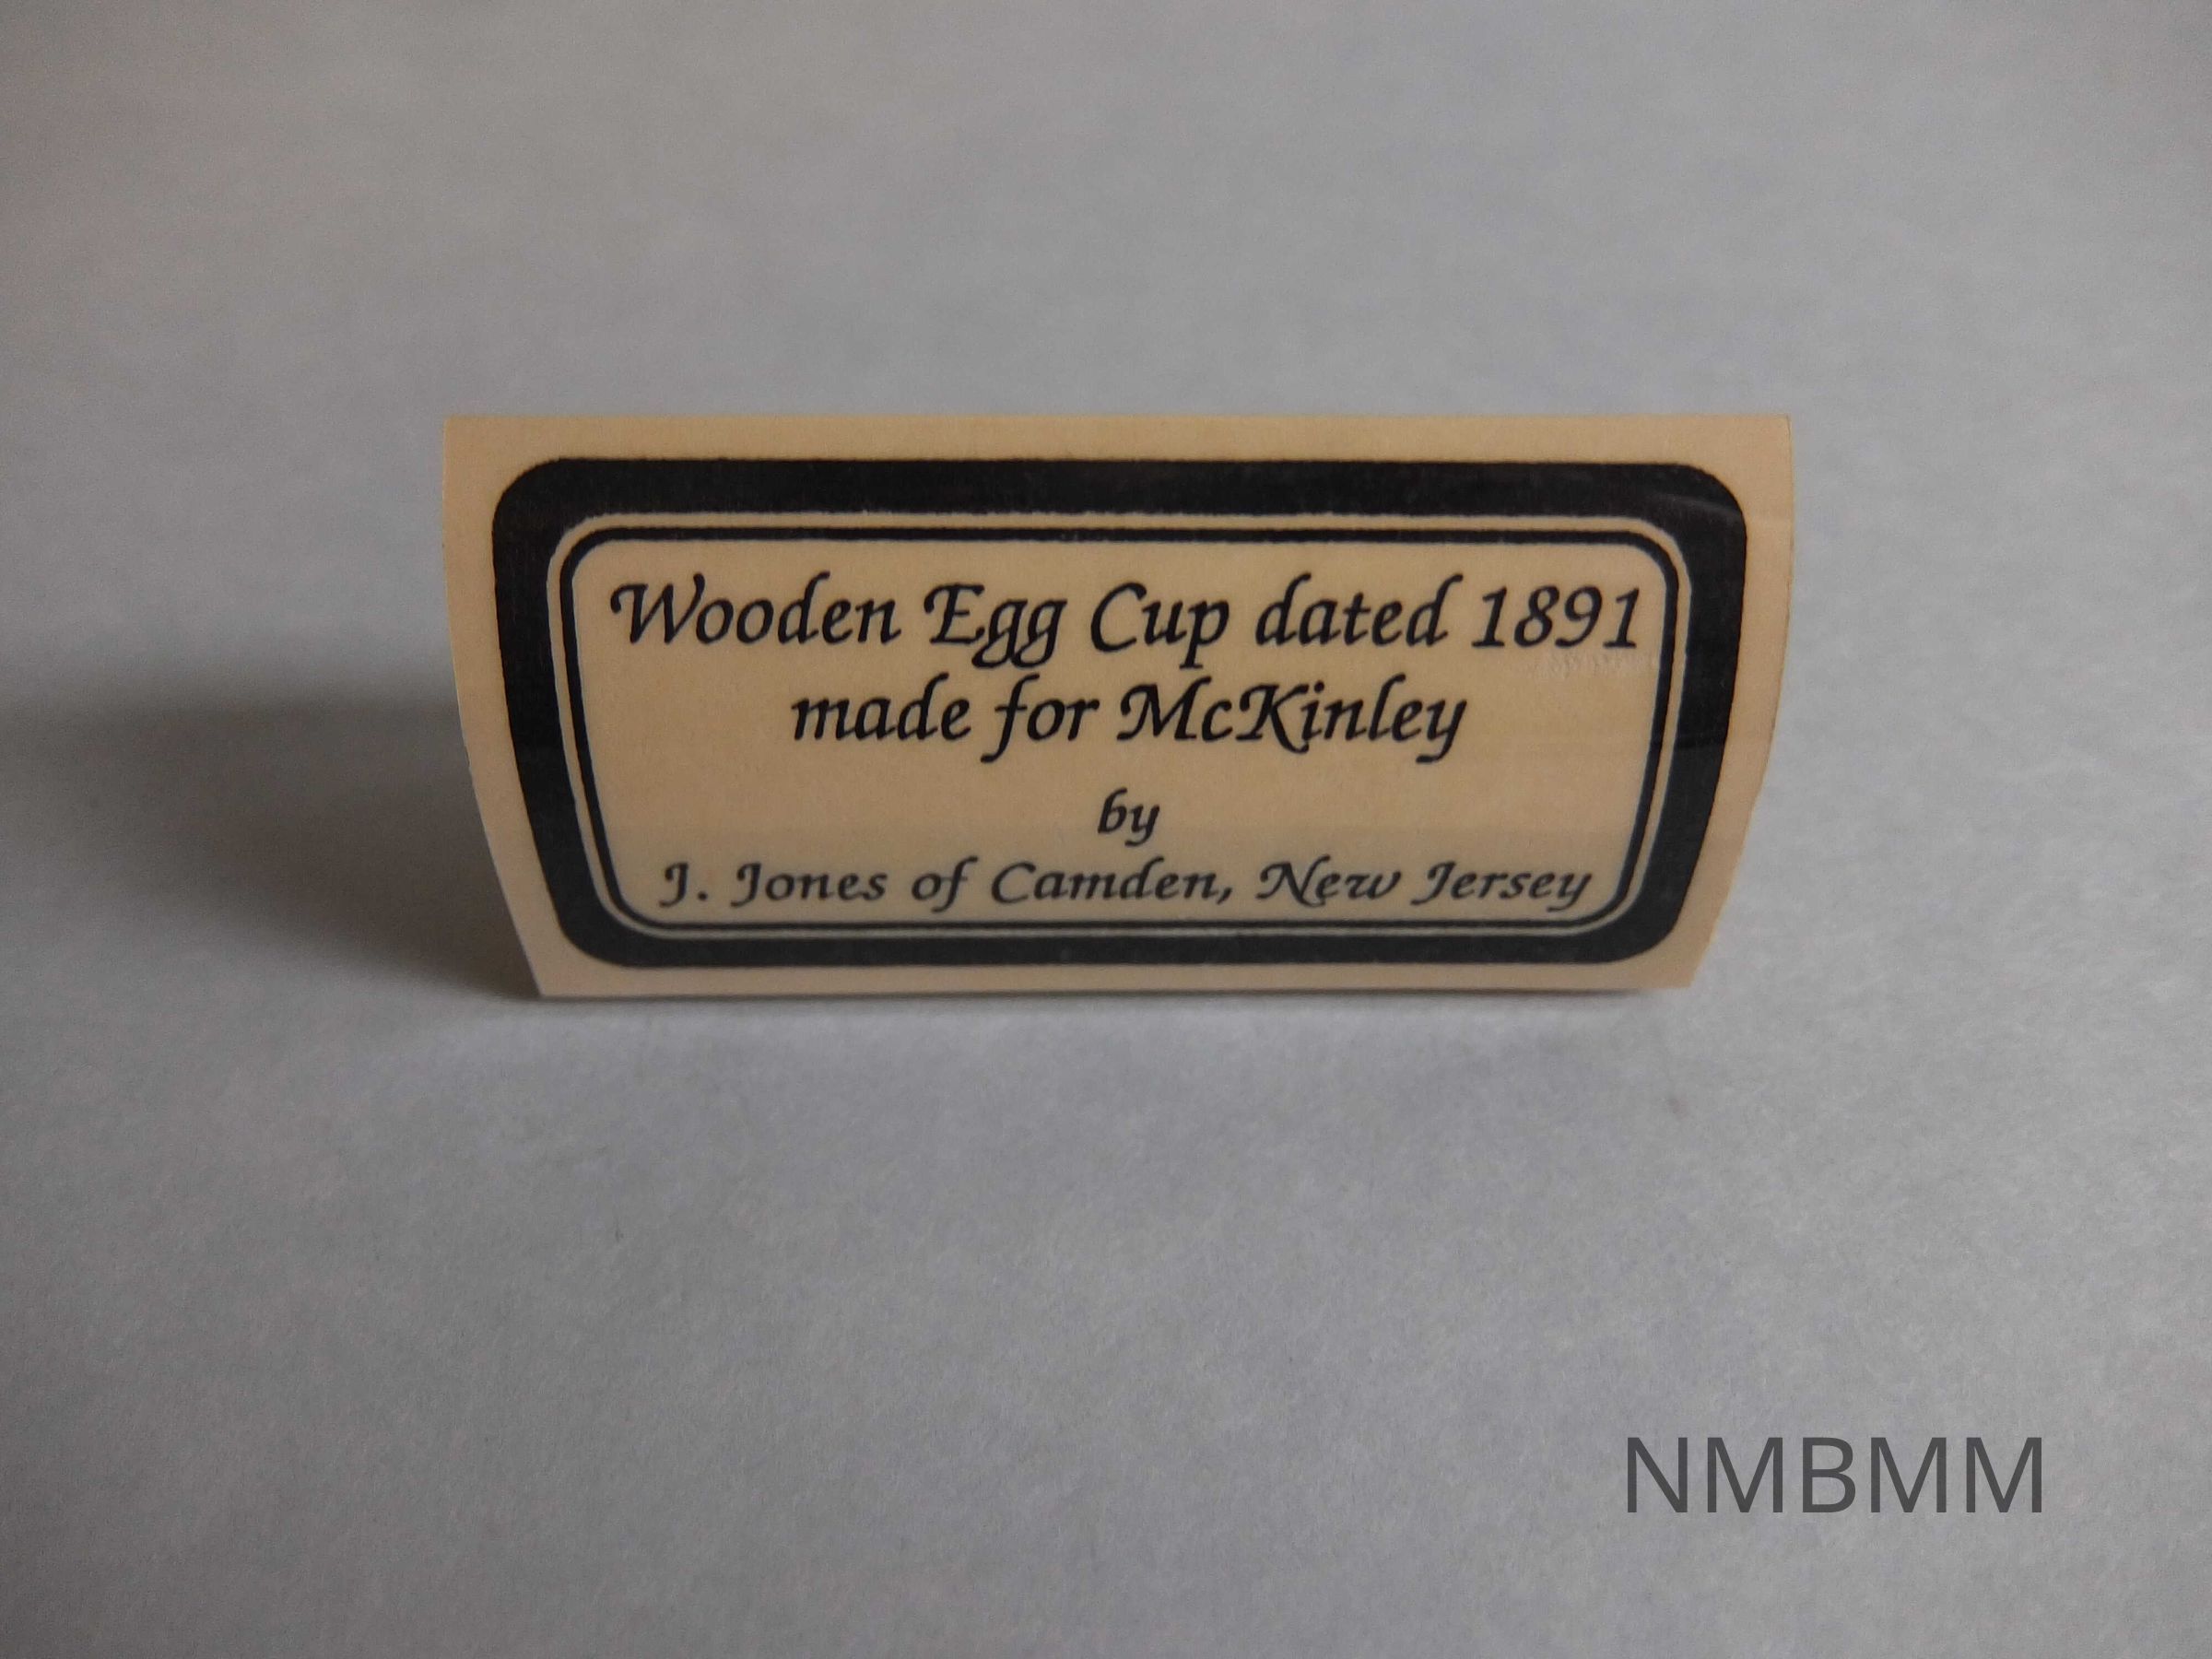 Wooden Egg Cup dated 1891
made for McKinley
by
J. Jones of Camden, New Jersey
NMBMM